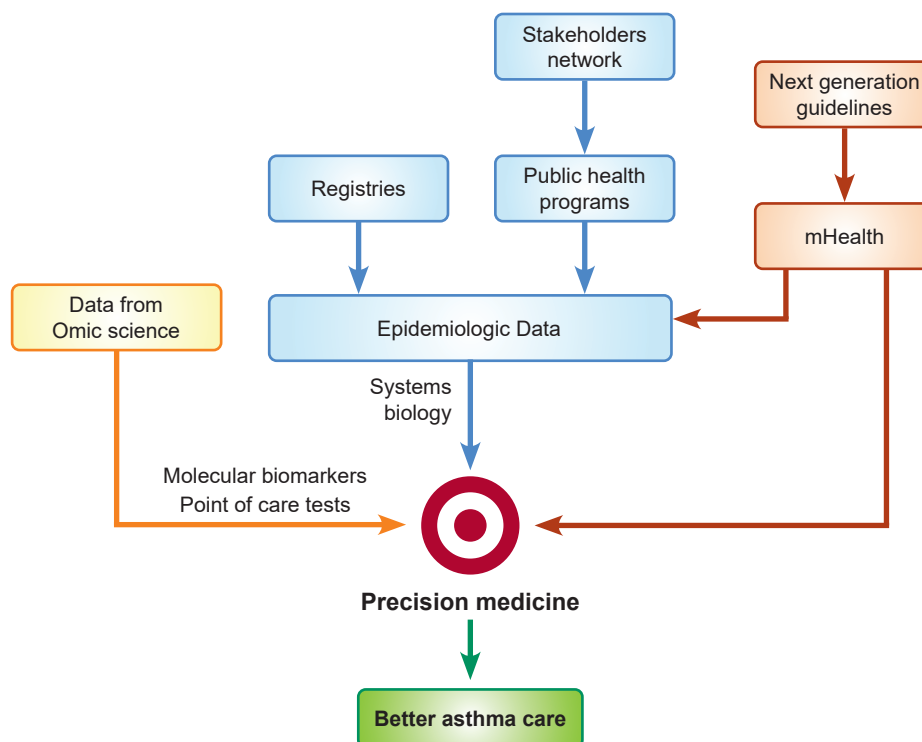 Stakeholders
network
Next generation
guidelines
Registries
Public health
programs
mHealth
Data from
Omic science
Epidemiologic Data
Systems
biology
Molecular biomarkers
Point of care tests
Precision medicine
Better asthma care